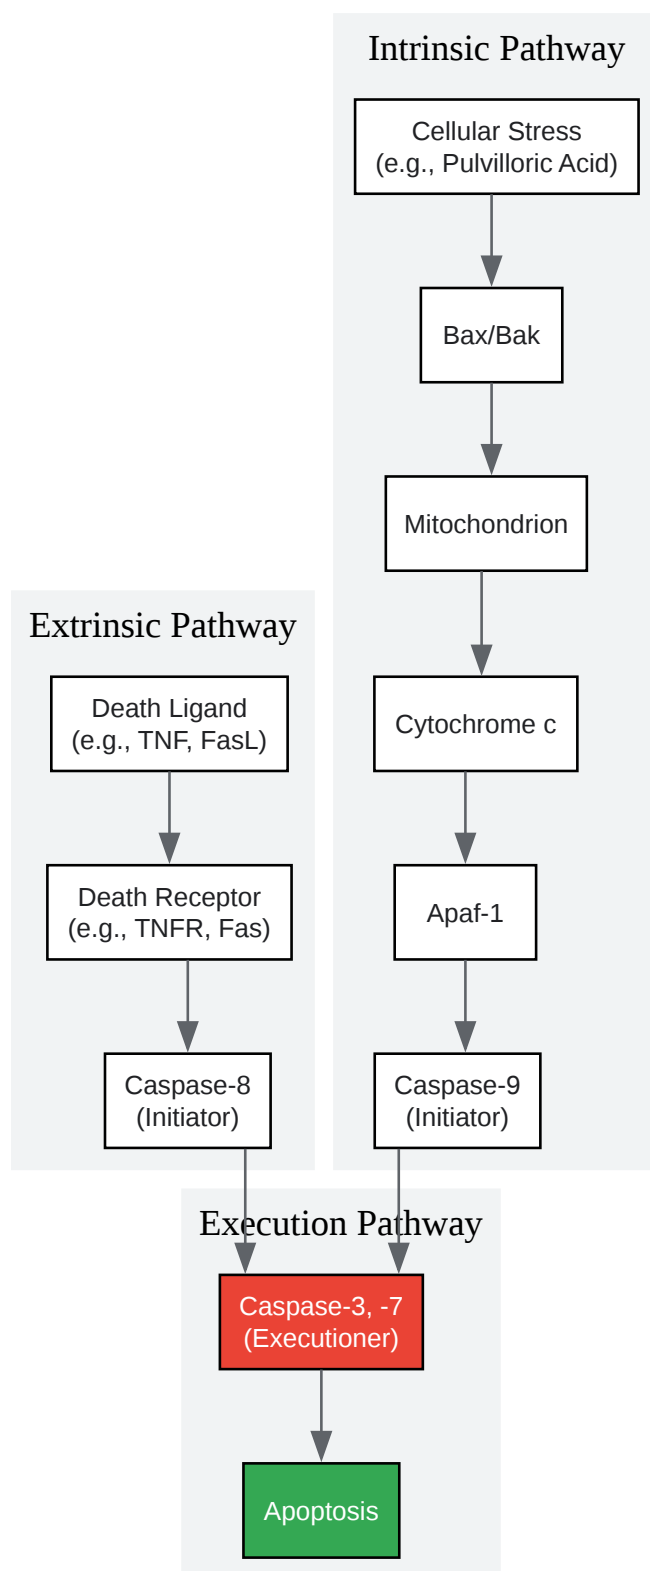 Intrinsic Pathway
Cellular Stress
(e.g., Pulvilloric Acid)
Bax/Bak
Mitochondrion
Cytochrome c
Apaf-1
Caspase-9
(Initiator)
Extrinsic Pathway
Death Ligand
(e.g., TNF, FasL)
Death Receptor
(e.g., TNFR, Fas)
Caspase-8
(Initiator)
Execution Pathway
Caspase-3, -7
(Executioner)
Apoptosis